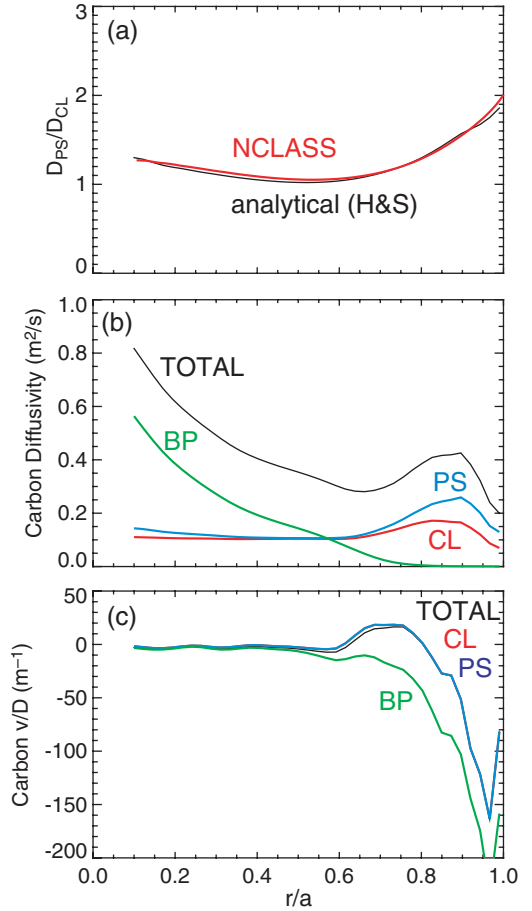 (a)
3
2
1
0
D_PS/D_CL
NCLASS
analytical (H&S)
(b)
1.0
0.8
0.6
0.4
0.2
0.0
Carbon Diffusivity (m²/s)
TOTAL
BP
PS
CL
(c)
50
0
-50
-100
-150
-200
Carbon v/D (m⁻¹)
TOTAL
CL
PS
BP
0.0 0.2 0.4 0.6 0.8 1.0
r/a